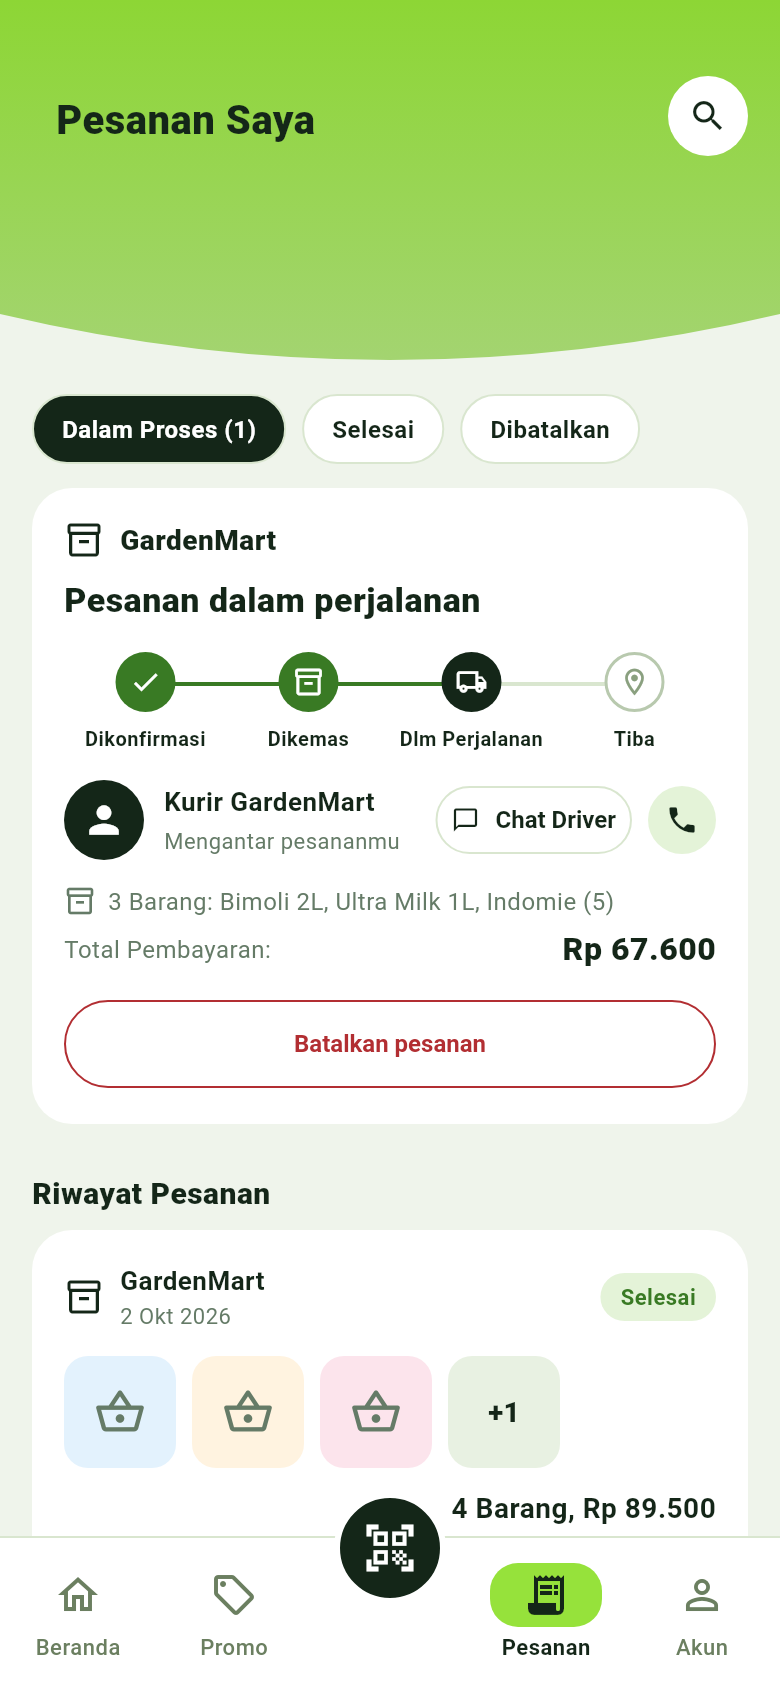 Pesanan Saya
Dalam Proses (1)
Selesai
Dibatalkan
GardenMart
Pesanan dalam perjalanan
Dikonfirmasi
Dikemas
Dlm Perjalanan
Tiba
Kurir GardenMart
Mengantar pesananmu
Chat Driver
3 Barang: Bimoli 2L, Ultra Milk 1L, Indomie (5)
Total Pembayaran:
Rp 67.600
Batalkan pesanan
Riwayat Pesanan
GardenMart
2 Okt 2026
Selesai
+1
4 Barang, Rp 89.500
Beranda
Promo
Pesanan
Akun